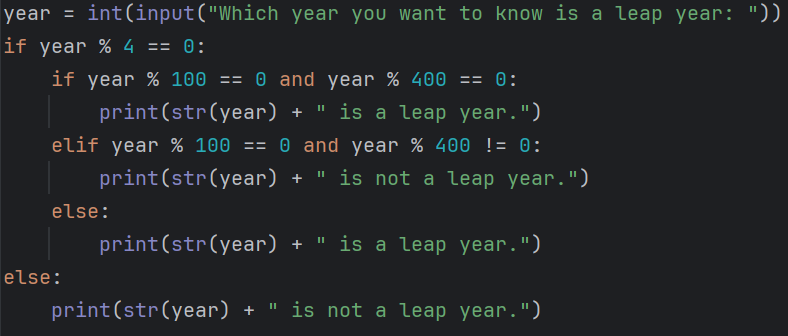 year = int(input("Which year you want to know is a leap year: "))
if year % 4 == 0:
    if year % 100 == 0 and year % 400 == 0:
        print(str(year) + " is a leap year.")
    elif year % 100 == 0 and year % 400 != 0:
        print(str(year) + " is not a leap year.")
    else:
        print(str(year) + " is a leap year.")
else:
    print(str(year) + " is not a leap year.")